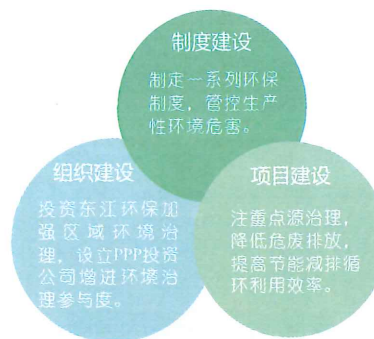 制度建设
制定一系列环保
制度，管控生产
性环境危害。
组织建设
投资东江环保加
强区域环境治
理，设立PPP投资
公司增进环境治
理参与度。
项目建设
注重点源治理，
降低危废排放，
提高节能减排循
环利用效率。